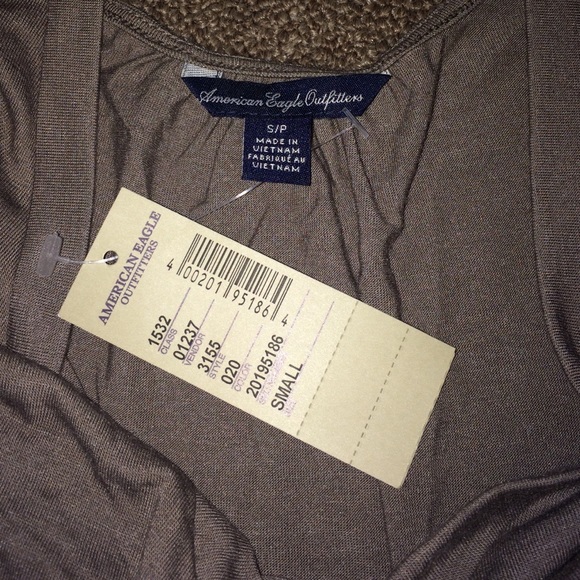 American Eagle Outfitters
S/P
MADE IN
VIETNAM
FABRIQUÉ AU
VIETNAM
AMERICAN EAGLE
OUTFITTERS
4 00201 95186 4
1532
CLASS
01237
VENDOR
3155
STYLE
020
COLOR
20195186
SMALL